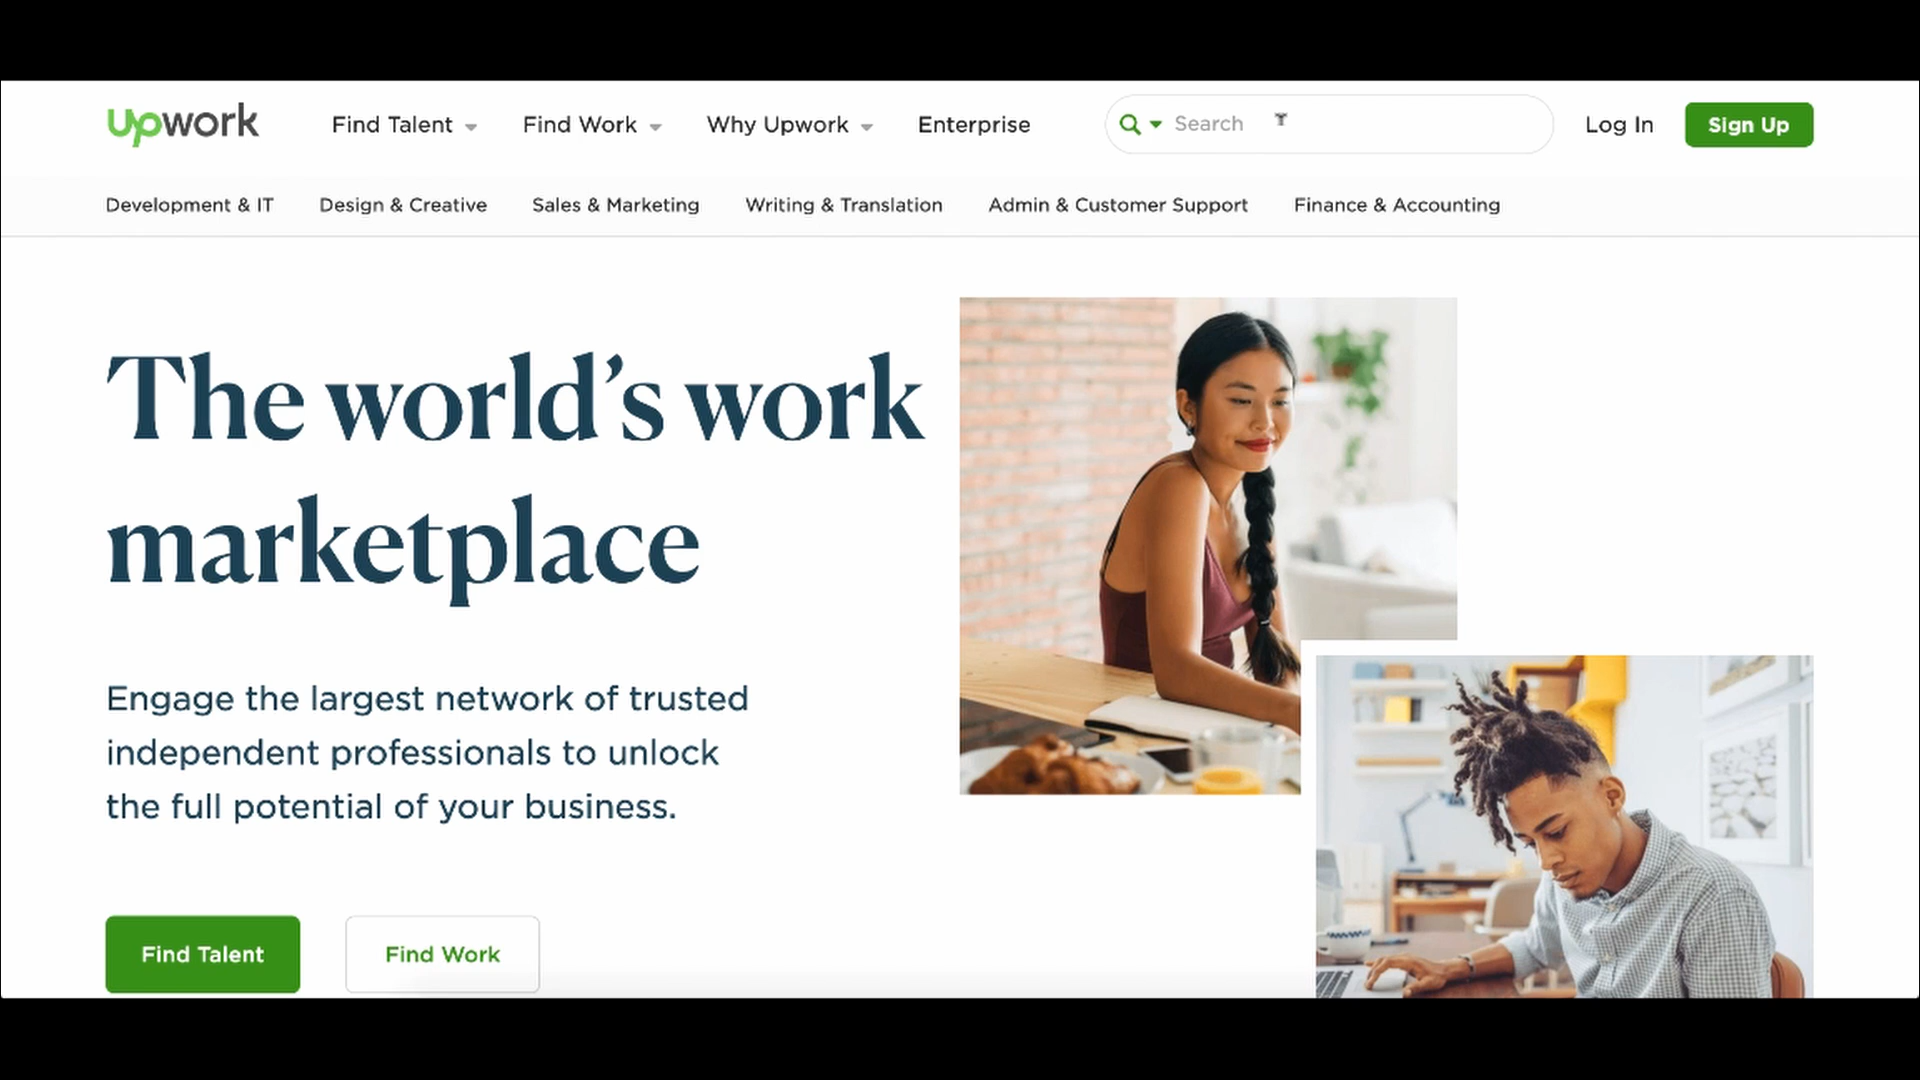 upwork Find Talent Find Work Why Upwork Enterprise Search Log In Sign Up
Development & IT Design & Creative Sales & Marketing Writing & Translation Admin & Customer Support Finance & Accounting
The world's work
marketplace
Engage the largest network of trusted
independent professionals to unlock
the full potential of your business.
Find Talent Find Work